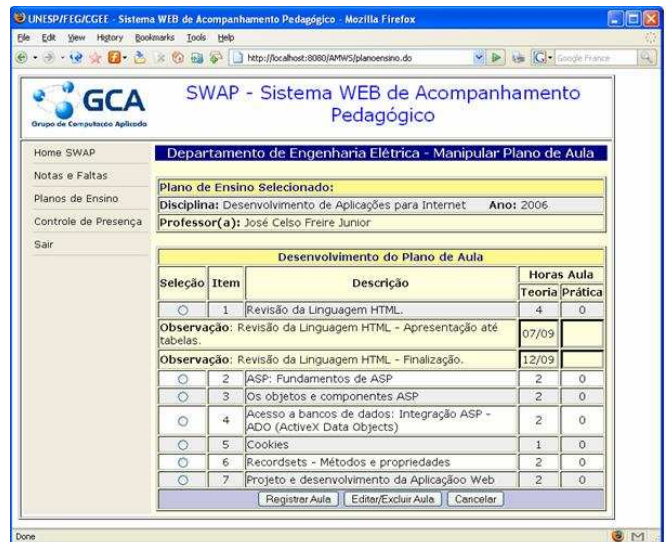 UNESP/FEG/CGEE - Sistema WEB de Acompanhamento Pedagógico - Mozilla Firefox
File Edit View History Bookmarks Tools Help
http://localhost:8080/AMWS/planoensino.do
Google France
GCA
Grupo de Computação Aplicada
SWAP - Sistema WEB de Acompanhamento
Pedagógico
Home SWAP
Notas e Faltas
Planos de Ensino
Controle de Presença
Sair
Departamento de Engenharia Elétrica - Manipular Plano de Aula
Plano de Ensino Selecionado:
Disciplina: Desenvolvimento de Aplicações para Internet Ano: 2006
Professor(a): José Celso Freire Junior
Desenvolvimento do Plano de Aula
Seleção Item Descrição Horas Aula
Teoria Prática
1 Revisão da Linguagem HTML. 4 0
Observação: Revisão da Linguagem HTML - Apresentação até
tabelas. 07/09
Observação: Revisão da Linguagem HTML - Finalização. 12/09
2 ASP: Fundamentos de ASP 2 0
3 Os objetos e componentes ASP 2 0
4 Acesso a bancos de dados: Integração ASP -
ADO (ActiveX Data Objects) 2 0
5 Cookies 1 0
6 Recordsets - Métodos e propriedades 2 0
7 Projeto e desenvolvimento da Aplicaçãoo Web 2 0
Registrar Aula Editar/Excluir Aula Cancelar
Done